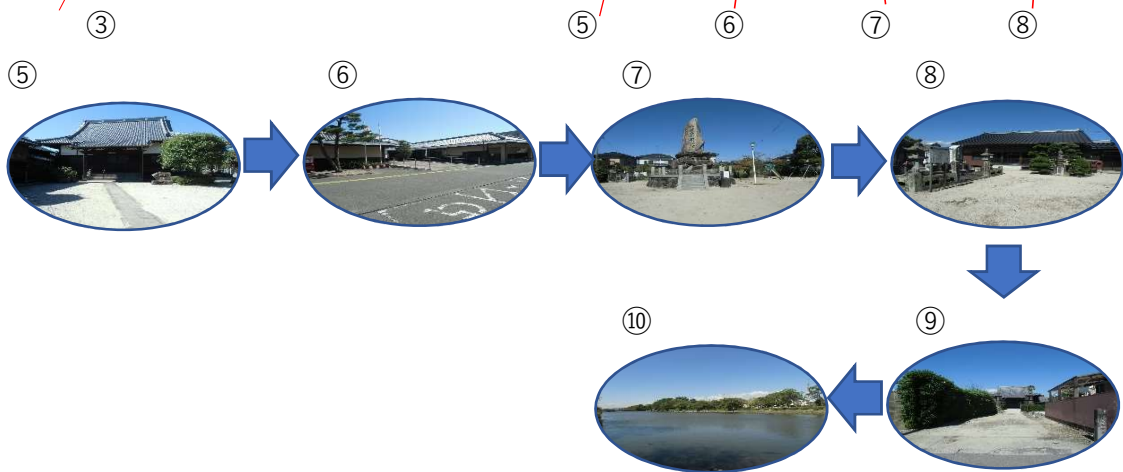 ③ ⑤ ⑥ ⑦ ⑧
⑤ ⑥ ⑦ ⑧
⑩ ⑨